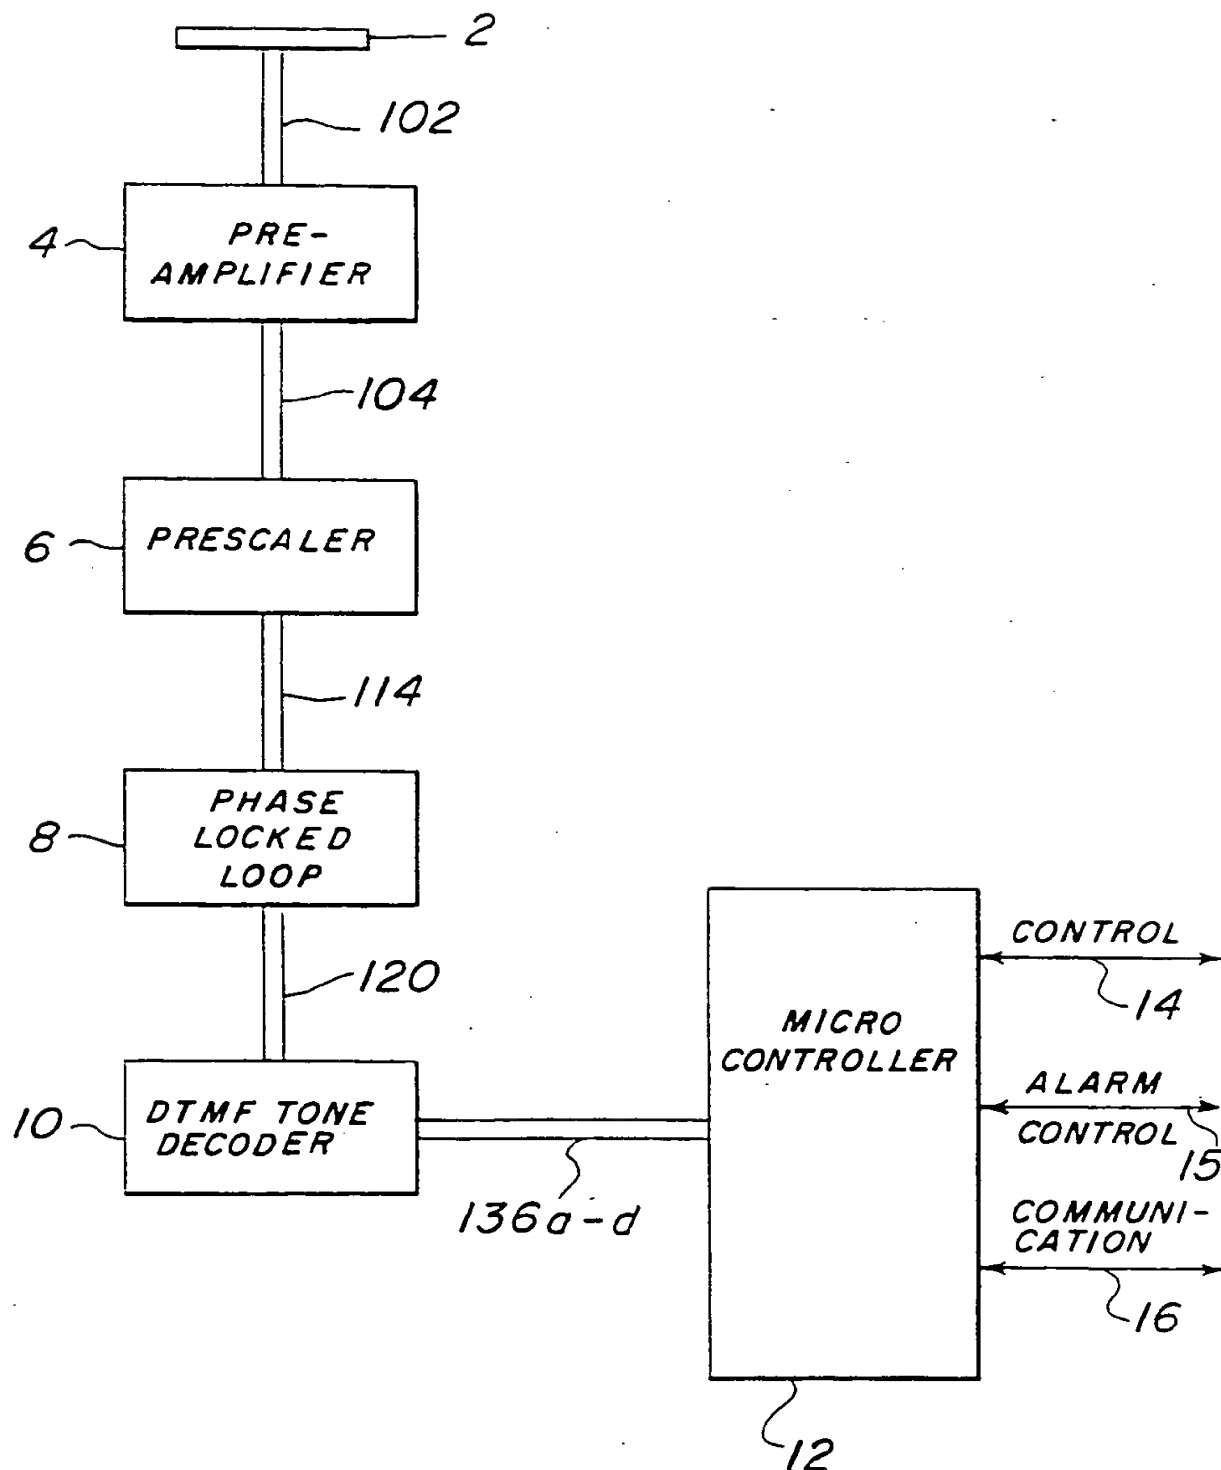 2
102
4
PRE-
AMPLIFIER
104
6
PRESCALER
114
8
PHASE
LOCKED
LOOP
120
10
DTMF TONE
DECODER
136a-d
MICRO
CONTROLLER
12
CONTROL
14
ALARM
CONTROL
15
COMMUNI-
CATION
16